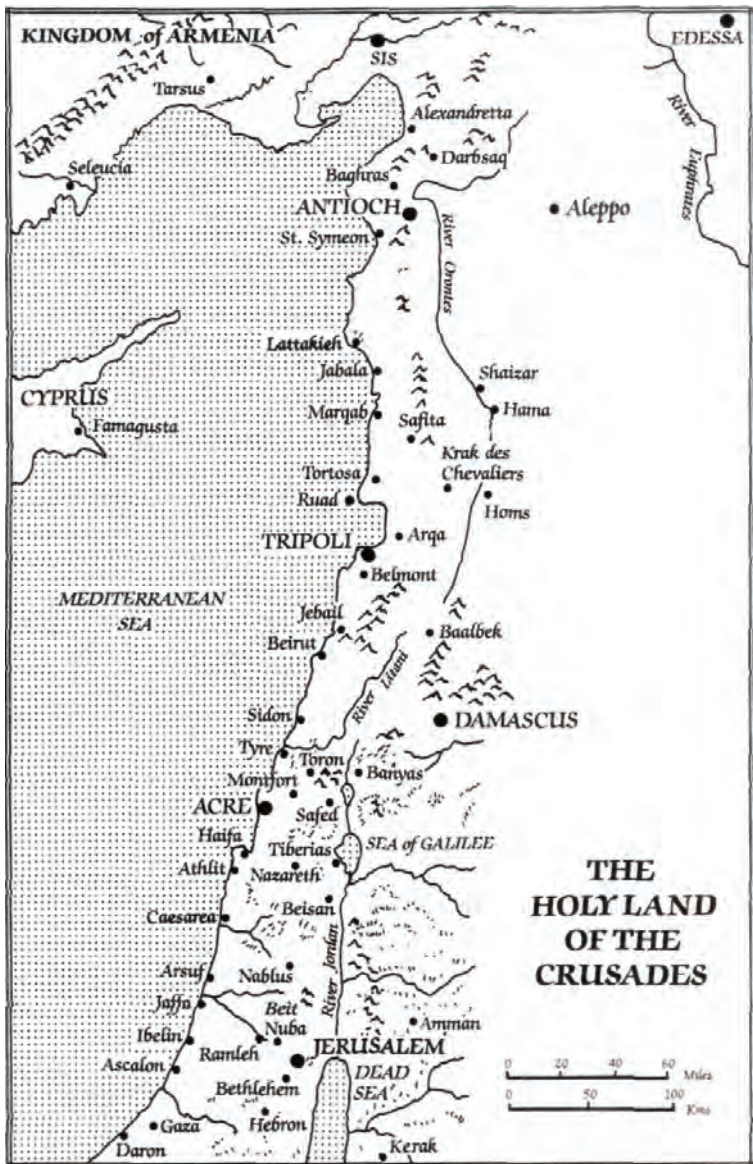 KINGDOM of ARMENIA
SIS
EDESSA
Tarsus
River Euphrates
Alexandretta
Darbsaq
Seleucia
Baghras
ANTIOCH
Aleppo
St. Symeon
River Orontes
Lattakieh
Jabala
Shaizar
CYPRUS
Marqab
Hama
Famagusta
Safita
Krak des
Chevaliers
Tortosa
Ruad
Homs
TRIPOLI
Arqa
Belmont
MEDITERRANEAN
SEA
Jebail
Baalbek
Beirut
River Litani
Sidon
DAMASCUS
Tyre
Toron
Banyas
Montfort
ACRE
Safed
Haifa
Tiberias
SEA of GALILEE
Athlit
Nazareth
Beisan
Caesarea
River Jordan
Arsuf
Nablus
Jaffa
Beit
Nuba
Amman
Ibelin
Ramleh
JERUSALEM
Ascalon
Bethlehem
DEAD
SEA
Hebron
Gaza
Daron
Kerak
THE
HOLY LAND
OF THE
CRUSADES
0 20 40 60 Miles
0 50 100 Kms